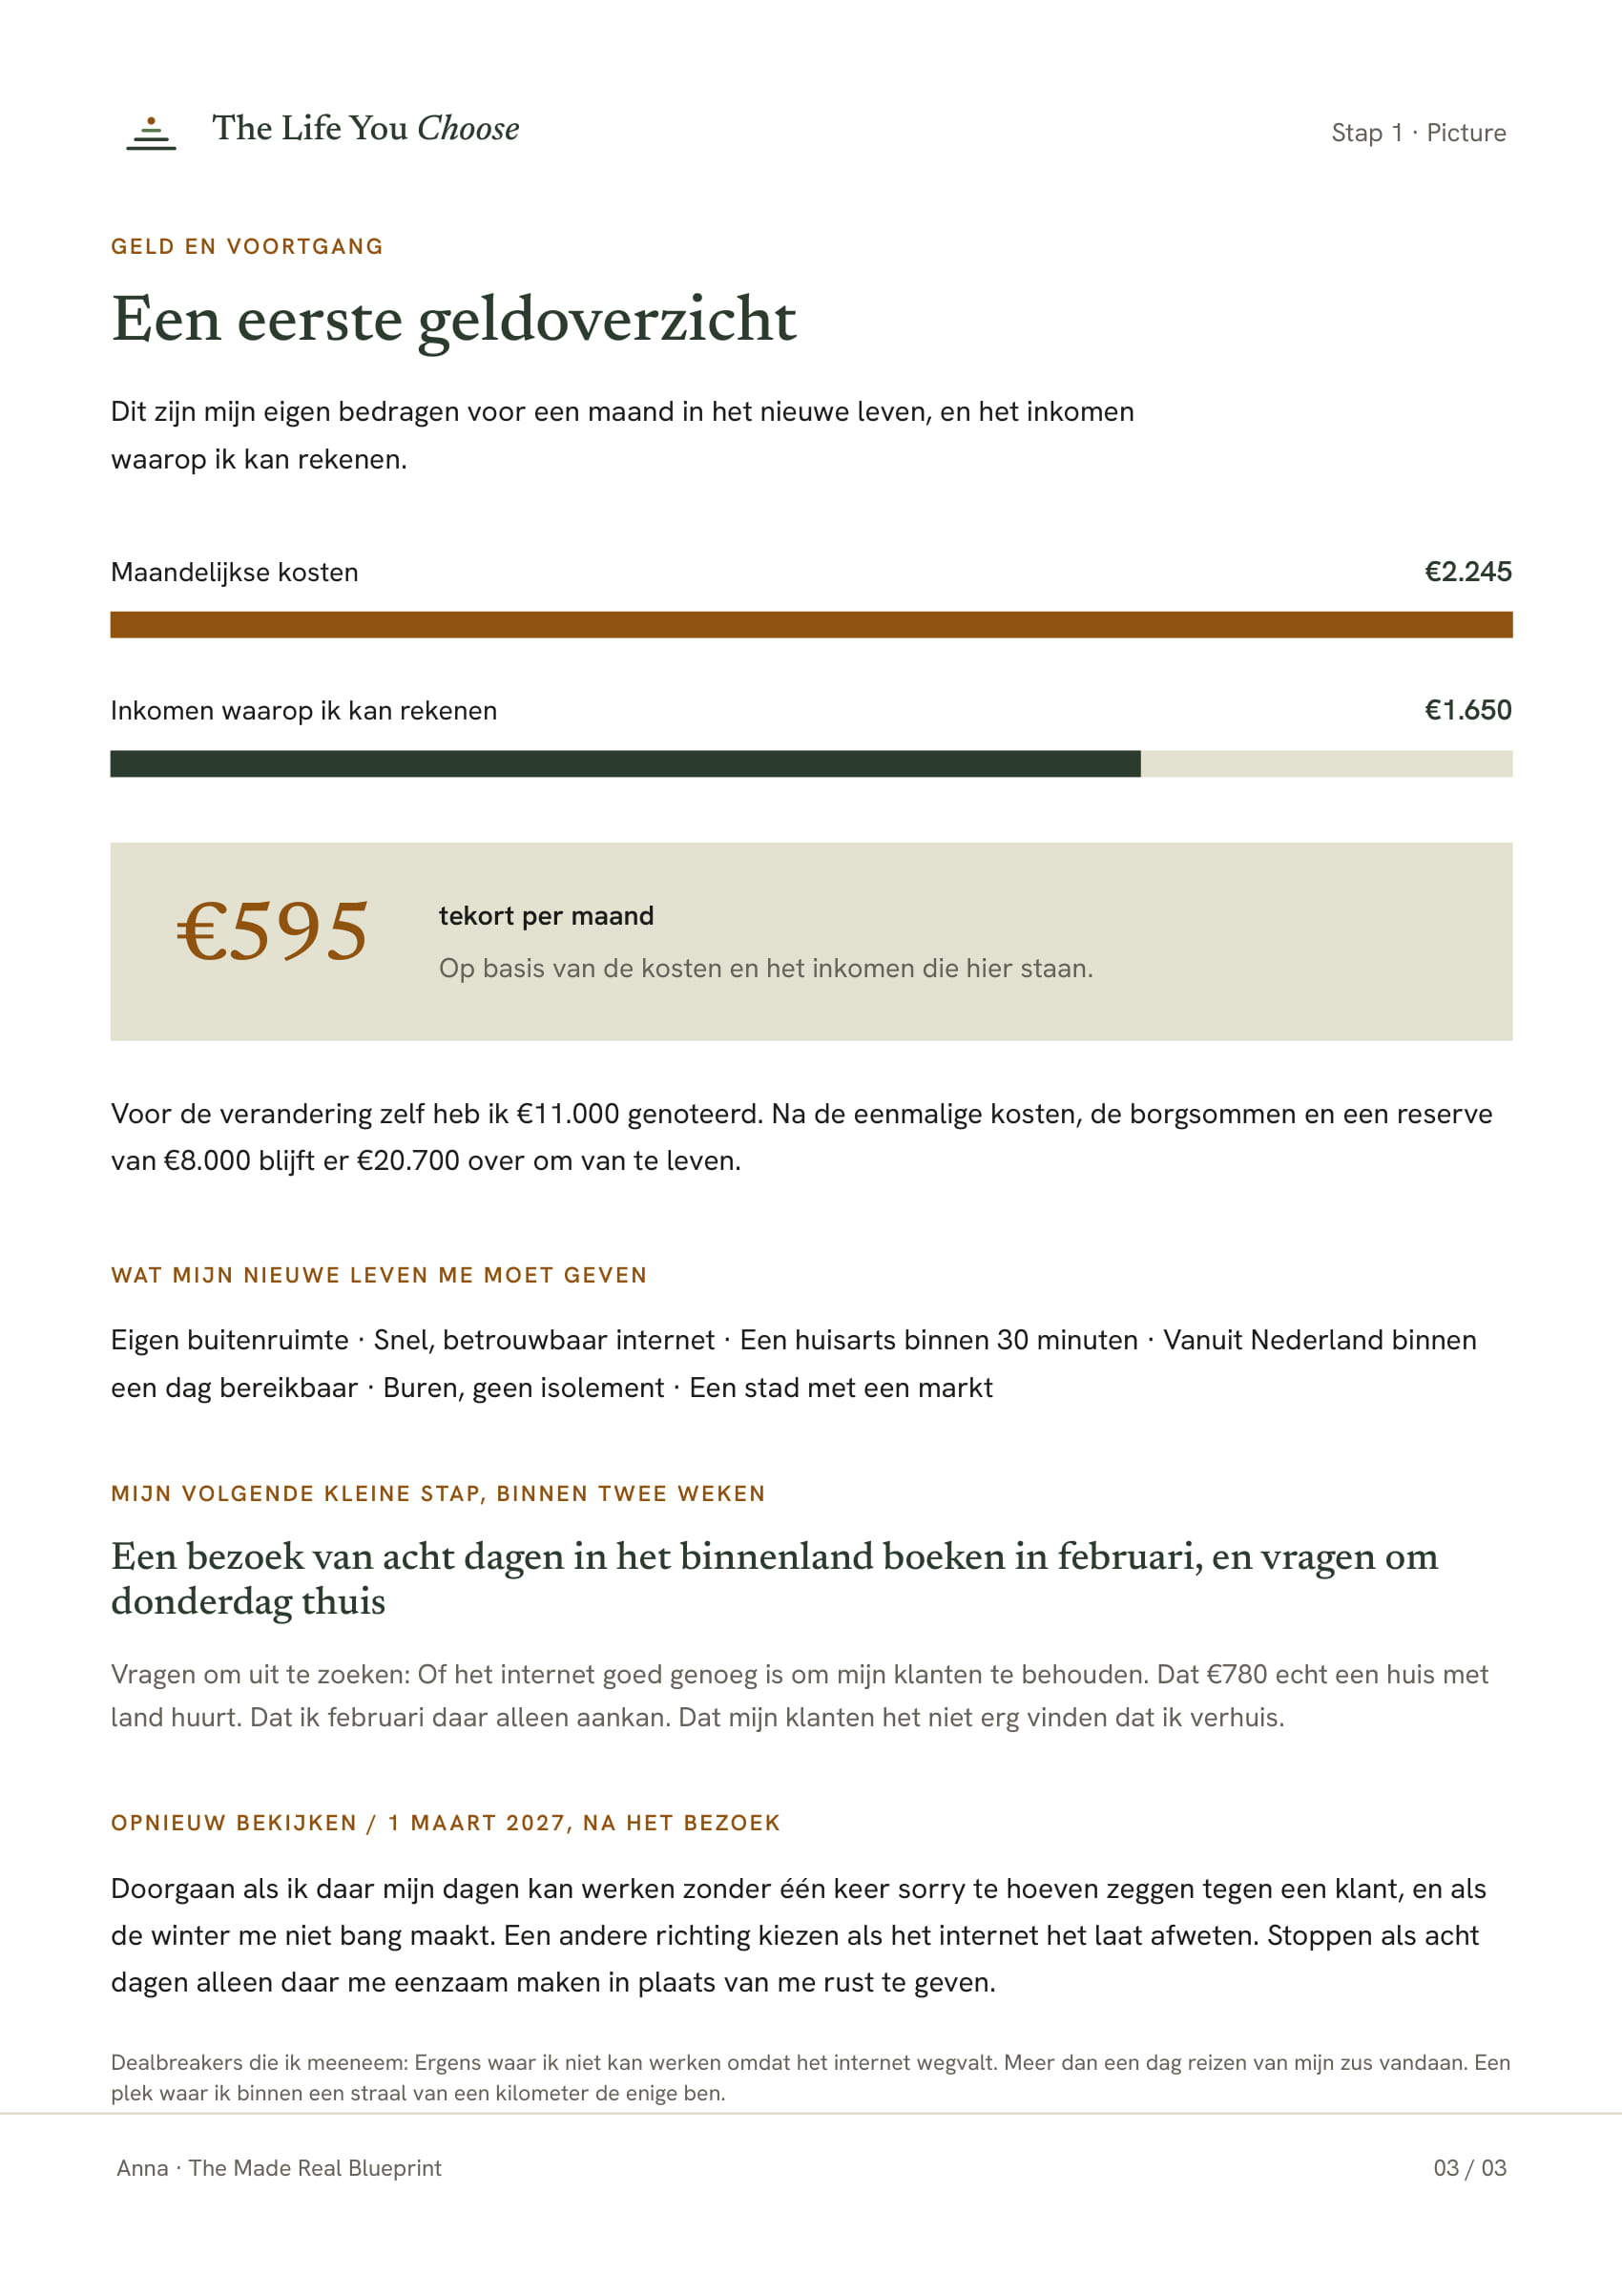 The Life You Choose
Stap 1 · Picture
GELD EN VOORTGANG
Een eerste geldoverzicht
Dit zijn mijn eigen bedragen voor een maand in het nieuwe leven, en het inkomen
waarop ik kan rekenen.
Maandelijkse kosten
€2.245
Inkomen waarop ik kan rekenen
€1.650
€595
tekort per maand
Op basis van de kosten en het inkomen die hier staan.
Voor de verandering zelf heb ik €11.000 genoteerd. Na de eenmalige kosten, de borgsommen en een reserve
van €8.000 blijft er €20.700 over om van te leven.
WAT MIJN NIEUWE LEVEN ME MOET GEVEN
Eigen buitenruimte · Snel, betrouwbaar internet · Een huisarts binnen 30 minuten · Vanuit Nederland binnen
een dag bereikbaar · Buren, geen isolement · Een stad met een markt
MIJN VOLGENDE KLEINE STAP, BINNEN TWEE WEKEN
Een bezoek van acht dagen in het binnenland boeken in februari, en vragen om
donderdag thuis
Vragen om uit te zoeken: Of het internet goed genoeg is om mijn klanten te behouden. Dat €780 echt een huis met
land huurt. Dat ik februari daar alleen aankan. Dat mijn klanten het niet erg vinden dat ik verhuis.
OPNIEUW BEKIJKEN / 1 MAART 2027, NA HET BEZOEK
Doorgaan als ik daar mijn dagen kan werken zonder één keer sorry te hoeven zeggen tegen een klant, en als
de winter me niet bang maakt. Een andere richting kiezen als het internet het laat afweten. Stoppen als acht
dagen alleen daar me eenzaam maken in plaats van me rust te geven.
Dealbreakers die ik meeneem: Ergens waar ik niet kan werken omdat het internet wegvalt. Meer dan een dag reizen van mijn zus vandaan. Een
plek waar ik binnen een straal van een kilometer de enige ben.
Anna · The Made Real Blueprint
03 / 03